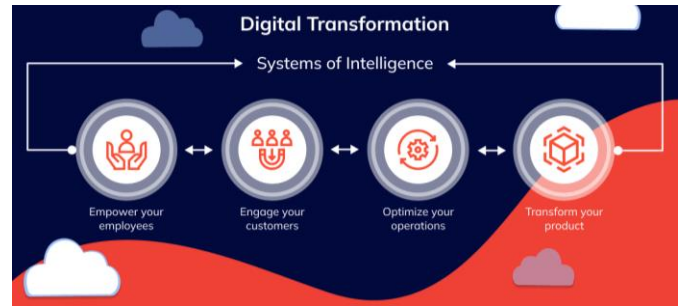 Digital Transformation
Systems of Intelligence
Empower your
employees
Engage your
customers
Optimize your
operations
Transform your
product